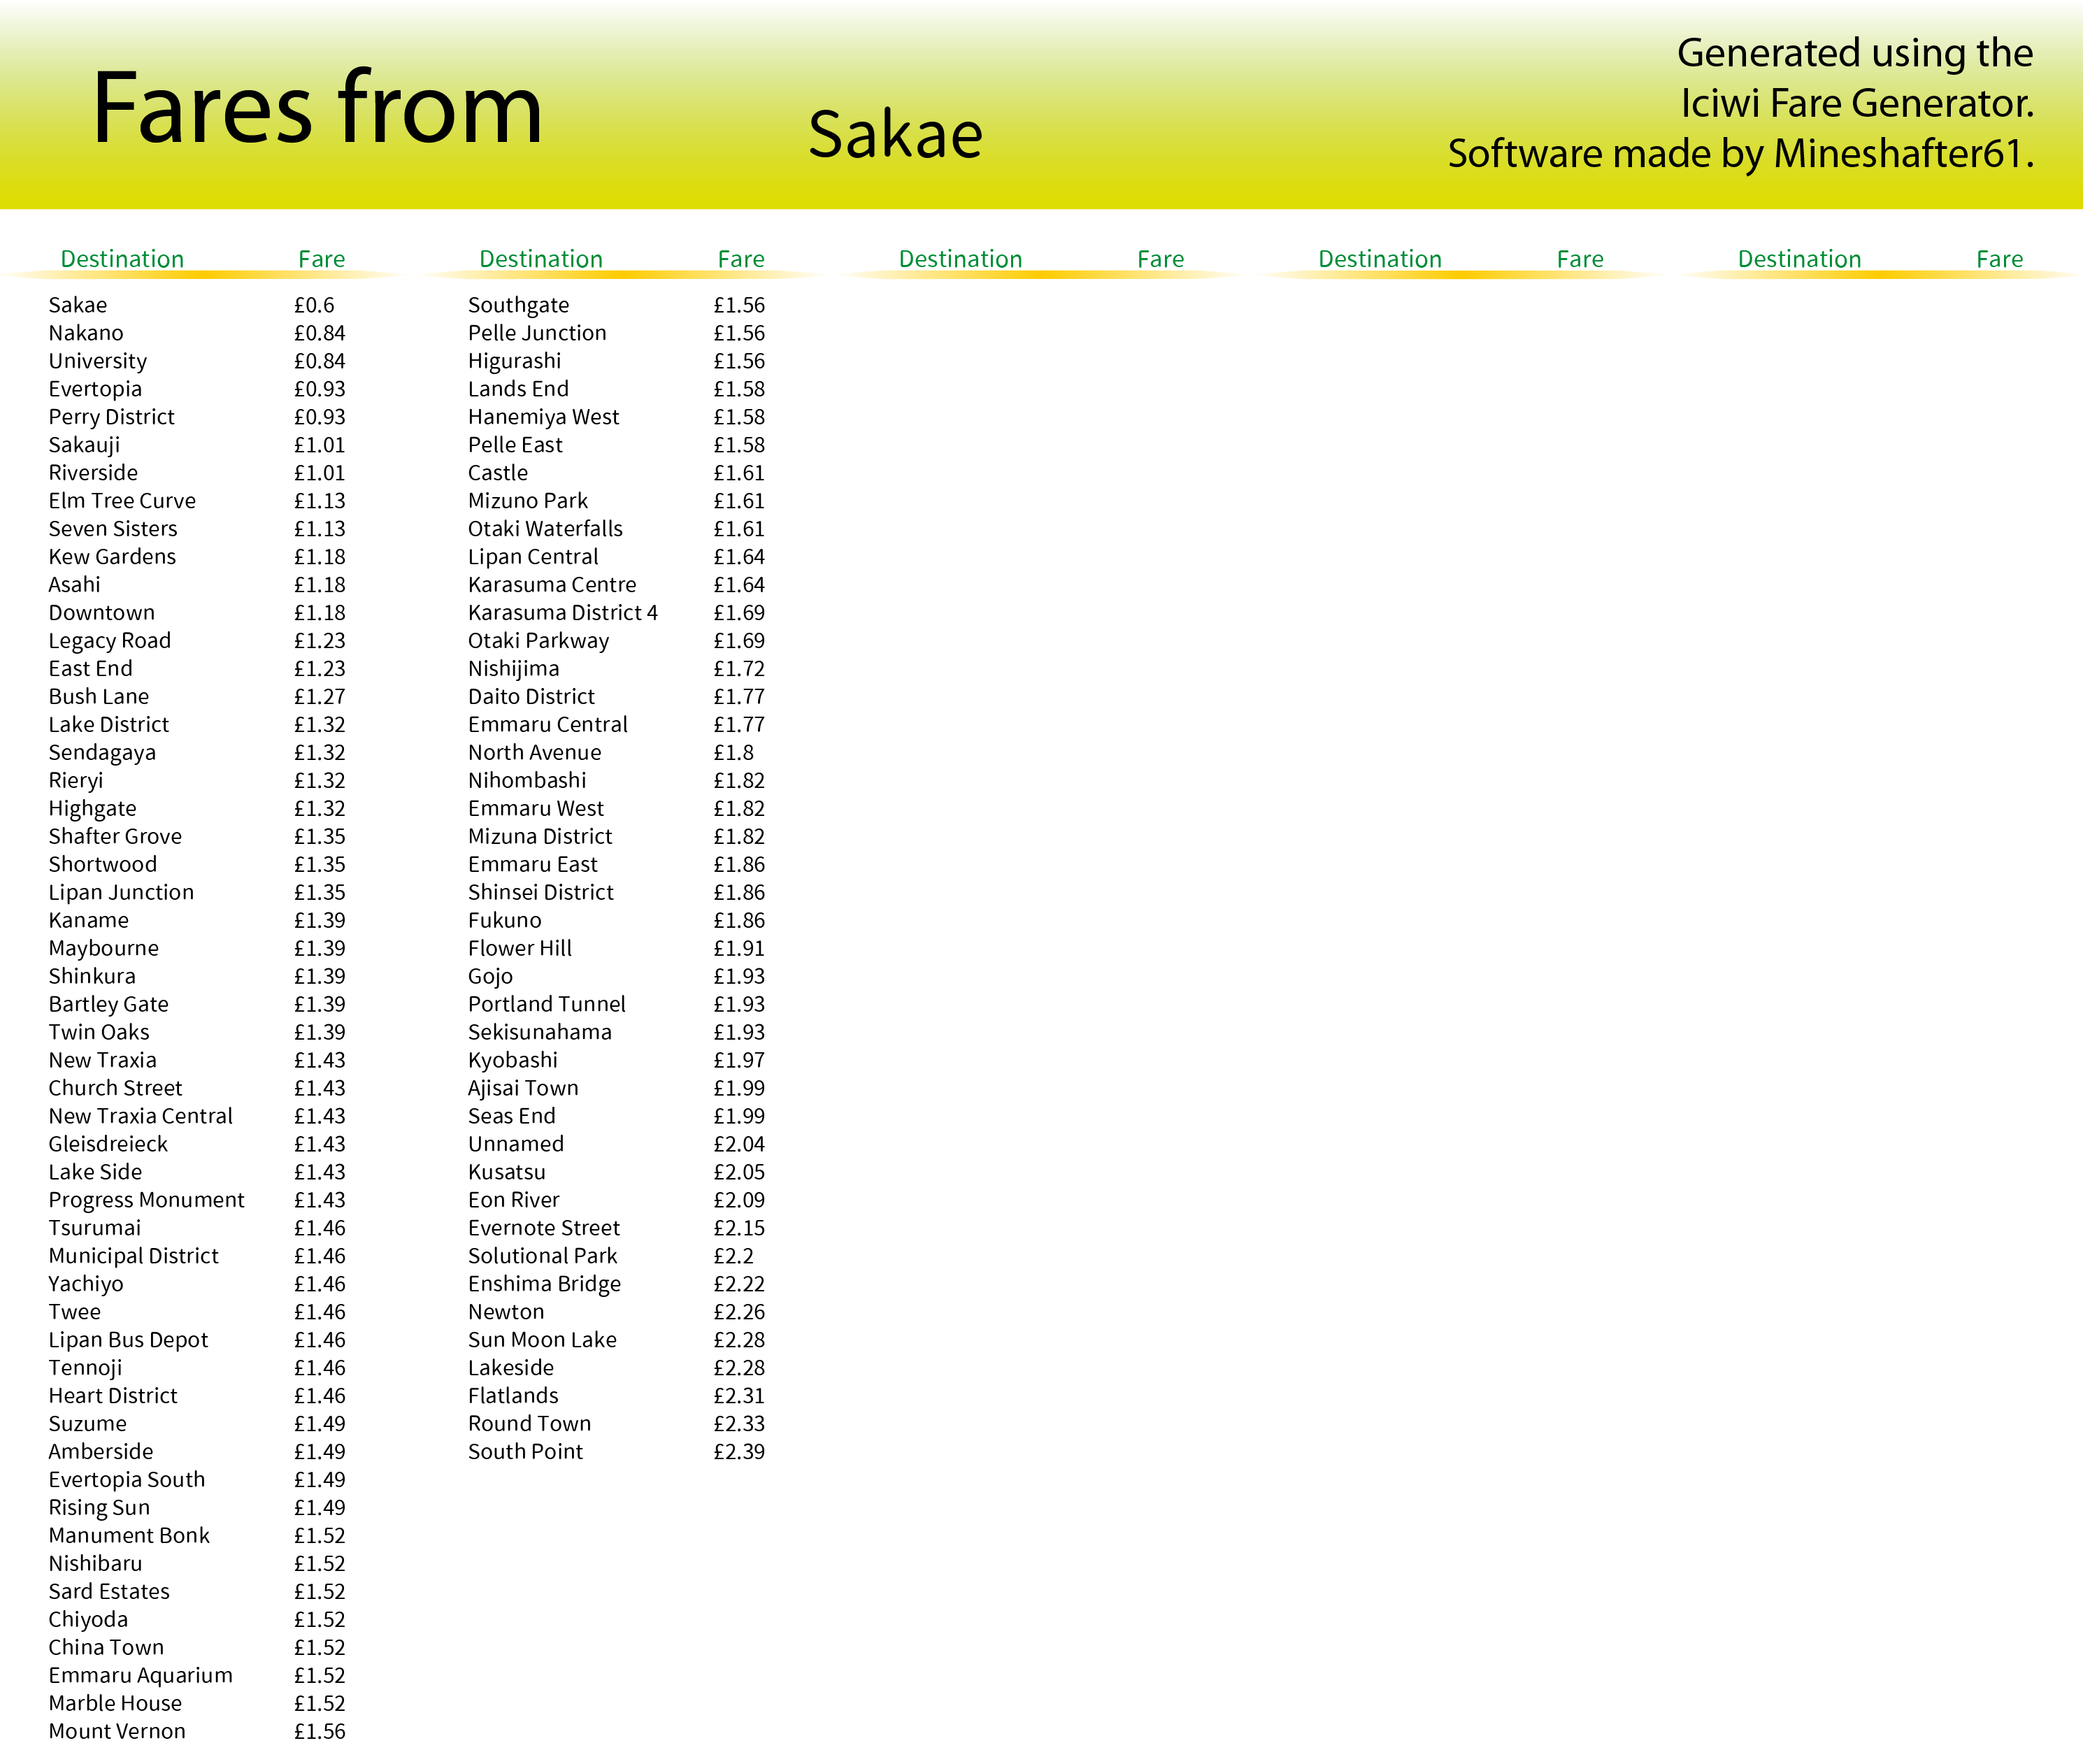 Fares from
Sakae
Generated using the
Iciwi Fare Generator.
Software made by Mineshafter61.
Destination Fare
Sakae £0.6
Nakano £0.84
University £0.84
Evertopia £0.93
Perry District £0.93
Sakauji £1.01
Riverside £1.01
Elm Tree Curve £1.13
Seven Sisters £1.13
Kew Gardens £1.18
Asahi £1.18
Downtown £1.18
Legacy Road £1.23
East End £1.23
Bush Lane £1.27
Lake District £1.32
Sendagaya £1.32
Rieryi £1.32
Highgate £1.32
Shafter Grove £1.35
Shortwood £1.35
Lipan Junction £1.35
Kaname £1.39
Maybourne £1.39
Shinkura £1.39
Bartley Gate £1.39
Twin Oaks £1.39
New Traxia £1.43
Church Street £1.43
New Traxia Central £1.43
Gleisdreieck £1.43
Lake Side £1.43
Progress Monument £1.43
Tsurumai £1.46
Municipal District £1.46
Yachiyo £1.46
Twee £1.46
Lipan Bus Depot £1.46
Tennoji £1.46
Heart District £1.46
Suzume £1.49
Amberside £1.49
Evertopia South £1.49
Rising Sun £1.49
Manument Bonk £1.52
Nishibaru £1.52
Sard Estates £1.52
Chiyoda £1.52
China Town £1.52
Emmaru Aquarium £1.52
Marble House £1.52
Mount Vernon £1.56
Destination Fare
Southgate £1.56
Pelle Junction £1.56
Higurashi £1.56
Lands End £1.58
Hanemiya West £1.58
Pelle East £1.58
Castle £1.61
Mizuno Park £1.61
Otaki Waterfalls £1.61
Lipan Central £1.64
Karasuma Centre £1.64
Karasuma District 4 £1.69
Otaki Parkway £1.69
Nishijima £1.72
Daito District £1.77
Emmaru Central £1.77
North Avenue £1.8
Nihombashi £1.82
Emmaru West £1.82
Mizuna District £1.82
Emmaru East £1.86
Shinsei District £1.86
Fukuno £1.86
Flower Hill £1.91
Gojo £1.93
Portland Tunnel £1.93
Sekisunahama £1.93
Kyobashi £1.97
Ajisai Town £1.99
Seas End £1.99
Unnamed £2.04
Kusatsu £2.05
Eon River £2.09
Evernote Street £2.15
Solutional Park £2.2
Enshima Bridge £2.22
Newton £2.26
Sun Moon Lake £2.28
Lakeside £2.28
Flatlands £2.31
Round Town £2.33
South Point £2.39
Destination Fare
Destination Fare
Destination Fare